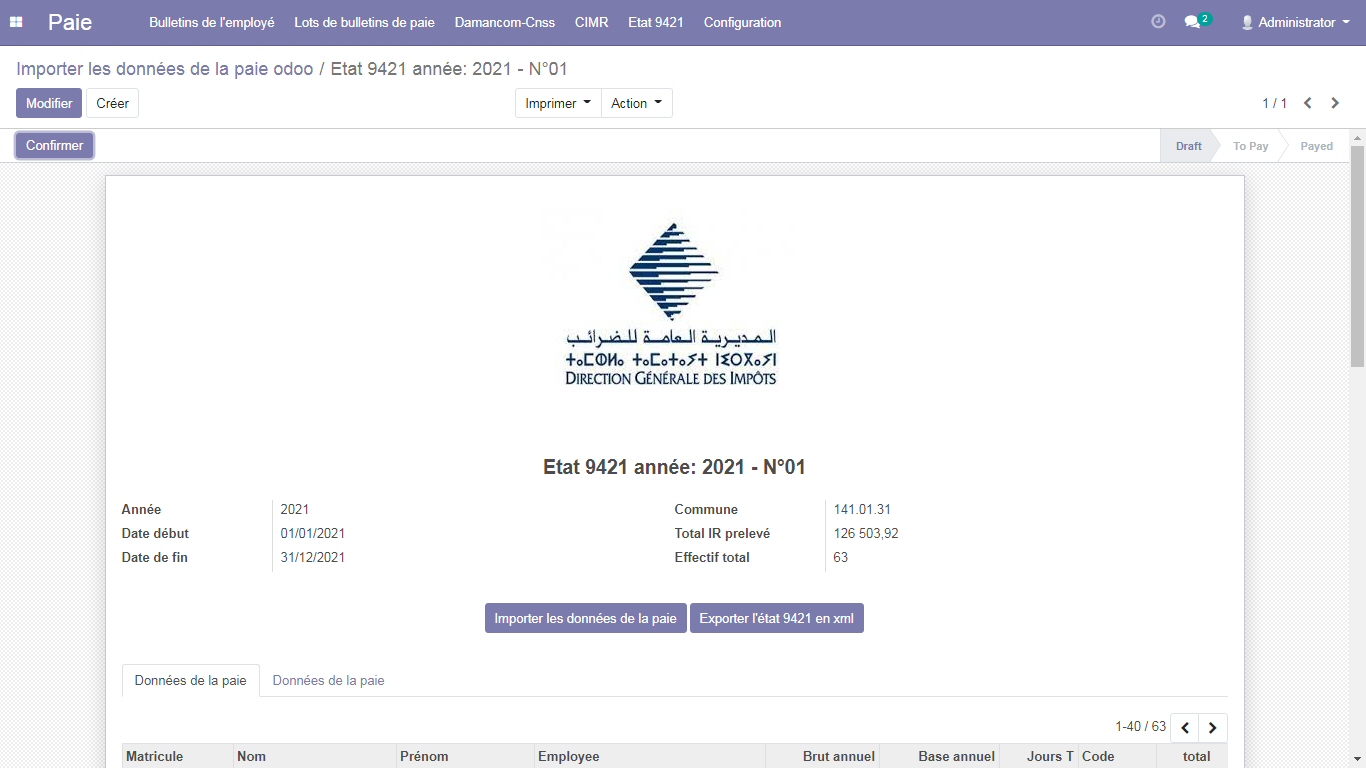 Paie Bulletins de l'employé Lots de bulletins de paie Damancom-Cnss CIMR Etat 9421 Configuration 2 Administrator
Importer les données de la paie odoo / Etat 9421 année: 2021 - N°01
Modifier Créer Imprimer Action 1 / 1
Confirmer Draft To Pay Payed
المديرية العامة للضرائب
ⵜⴰⵎⵀⵍⴰ ⵜⴰⵎⴰⵜⴰⵢⵜ ⵏⵉⵔⴳⴰⵢⵏ
DIRECTION GÉNÉRALE DES IMPÔTS
Etat 9421 année: 2021 - N°01
Année 2021 Commune 141.01.31
Date début 01/01/2021 Total IR prelevé 126 503,92
Date de fin 31/12/2021 Effectif total 63
Importer les données de la paie Exporter l'état 9421 en xml
Données de la paie Données de la paie
1-40 / 63
Matricule Nom Prénom Employee Brut annuel Base annuel Jours T Code total